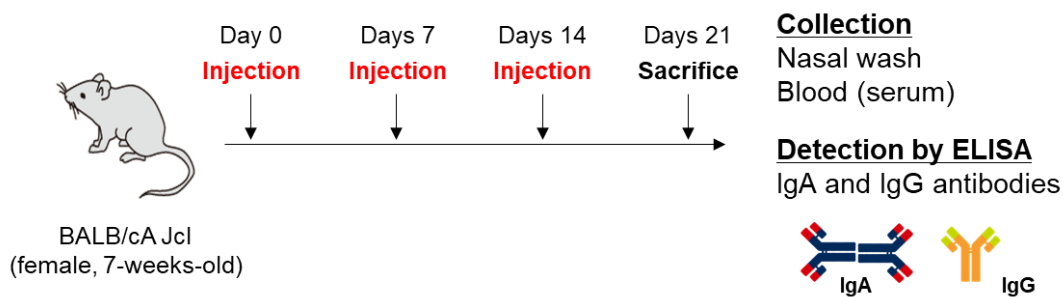 Day 0
Injection
Days 7
Injection
Days 14
Injection
Days 21
Sacrifice
BALB/cA Jcl
(female, 7-weeks-old)
Collection
Nasal wash
Blood (serum)
Detection by ELISA
IgA and IgG antibodies
IgA
IgG